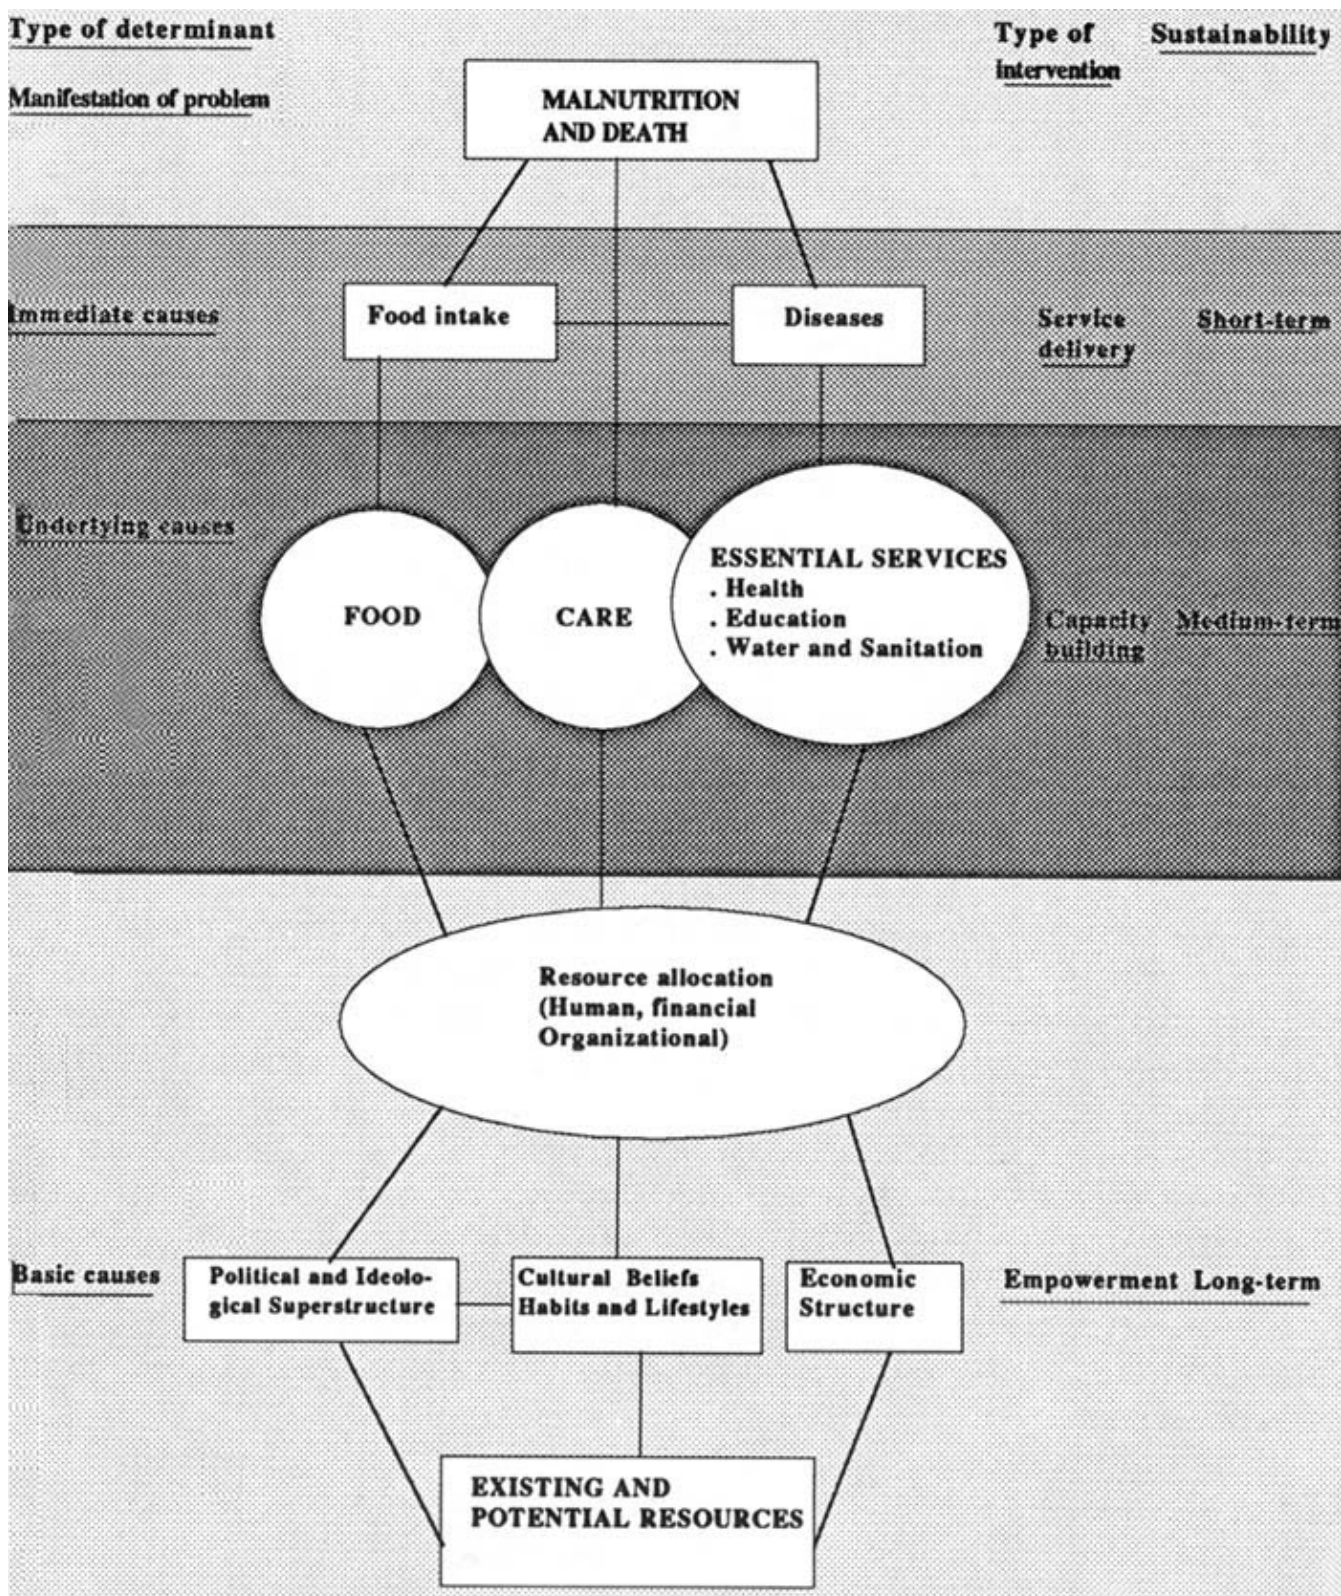 Type of determinant
Type of Sustainability
intervention
Manifestation of problem
MALNUTRITION
AND DEATH
Immediate causes
Food intake
Diseases
Service Short-term
delivery
Underlying causes
FOOD
CARE
ESSENTIAL SERVICES
. Health
. Education
. Water and Sanitation
Capacity Medium-term
building
Resource allocation
(Human, financial
Organizational)
Basic causes
Political and Ideolo-
gical Superstructure
Cultural Beliefs
Habits and Lifestyles
Economic
Structure
Empowerment Long-term
EXISTING AND
POTENTIAL RESOURCES